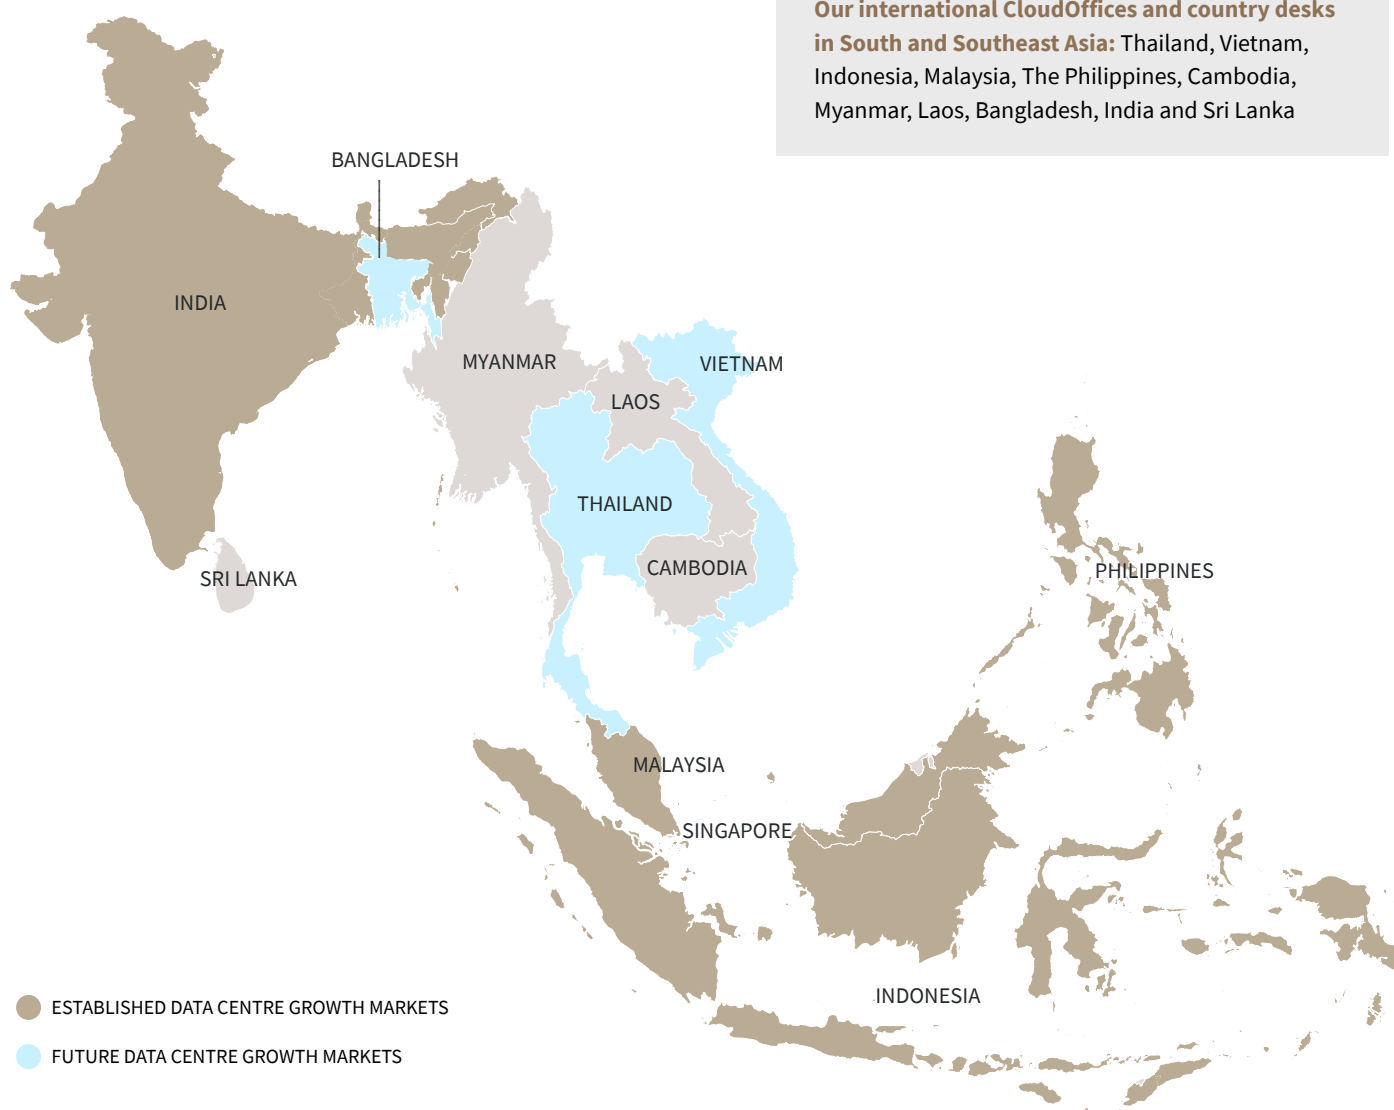 Our international CloudOffices and country desks
in South and Southeast Asia: Thailand, Vietnam,
Indonesia, Malaysia, The Philippines, Cambodia,
Myanmar, Laos, Bangladesh, India and Sri Lanka
BANGLADESH
INDIA
MYANMAR
VIETNAM
LAOS
THAILAND
CAMBODIA
PHILIPPINES
SRI LANKA
MALAYSIA
SINGAPORE
INDONESIA
ESTABLISHED DATA CENTRE GROWTH MARKETS
FUTURE DATA CENTRE GROWTH MARKETS